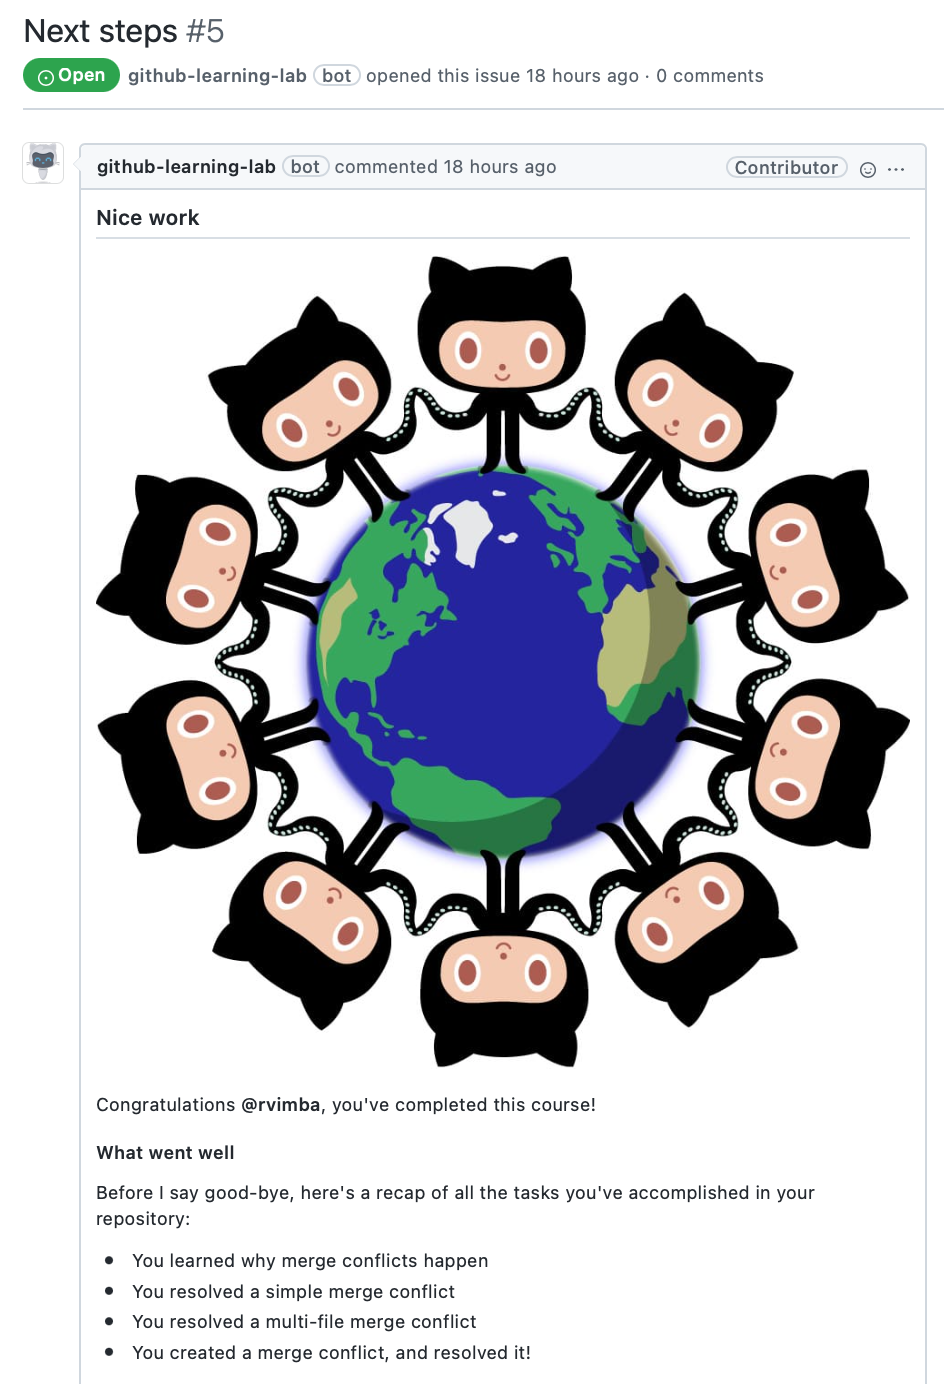 Next steps #5
Open github-learning-lab bot opened this issue 18 hours ago · 0 comments
github-learning-lab bot commented 18 hours ago Contributor ...
Nice work
Congratulations @rvimba, you've completed this course!
What went well
Before I say good-bye, here's a recap of all the tasks you've accomplished in your
repository:
• You learned why merge conflicts happen
• You resolved a simple merge conflict
• You resolved a multi-file merge conflict
• You created a merge conflict, and resolved it!